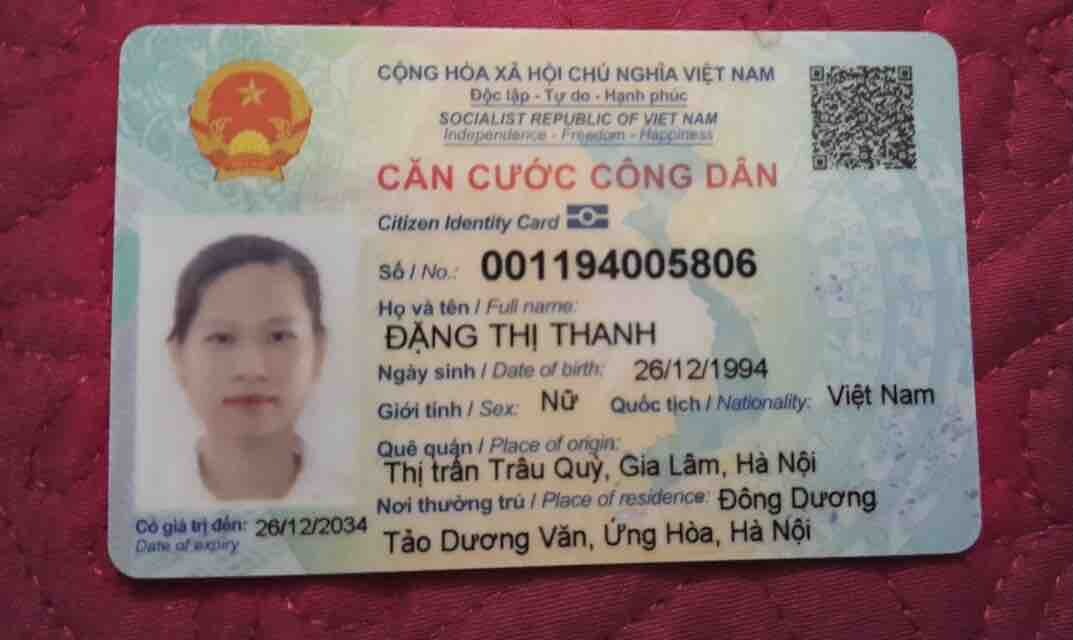 CỘNG HÒA XÃ HỘI CHỦ NGHĨA VIỆT NAM
Độc lập - Tự do - Hạnh phúc
SOCIALIST REPUBLIC OF VIET NAM
Independence - Freedom - Happiness
CĂN CƯỚC CÔNG DÂN
Citizen Identity Card
Số / No.: 001194005806
Họ và tên / Full name:
ĐẶNG THỊ THANH
Ngày sinh / Date of birth: 26/12/1994
Giới tính / Sex: Nữ Quốc tịch / Nationality: Việt Nam
Quê quán / Place of origin:
Thị trấn Trâu Quỳ, Gia Lâm, Hà Nội
Nơi thường trú / Place of residence: Đông Dương
Tảo Dương Văn, Ứng Hòa, Hà Nội
Có giá trị đến: 26/12/2034
Date of expiry